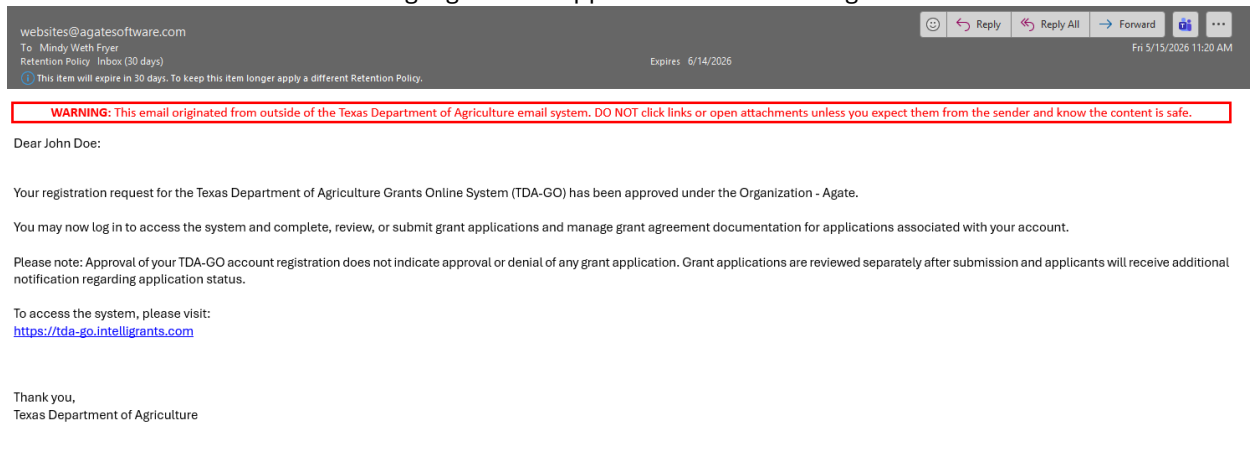 websites@agatesoftware.com
Reply
Reply All
Forward
To Mindy Weth Fryer
Fri 5/15/2026 11:20 AM
Retention Policy Inbox (30 days)
Expires 6/14/2026
This item will expire in 30 days. To keep this item longer apply a different Retention Policy.
WARNING: This email originated from outside of the Texas Department of Agriculture email system. DO NOT click links or open attachments unless you expect them from the sender and know the content is safe.
Dear John Doe:
Your registration request for the Texas Department of Agriculture Grants Online System (TDA-GO) has been approved under the Organization - Agate.
You may now log in to access the system and complete, review, or submit grant applications and manage grant agreement documentation for applications associated with your account.
Please note: Approval of your TDA-GO account registration does not indicate approval or denial of any grant application. Grant applications are reviewed separately after submission and applicants will receive additional
notification regarding application status.
To access the system, please visit:
https://tda-go.intelligrants.com
Thank you,
Texas Department of Agriculture